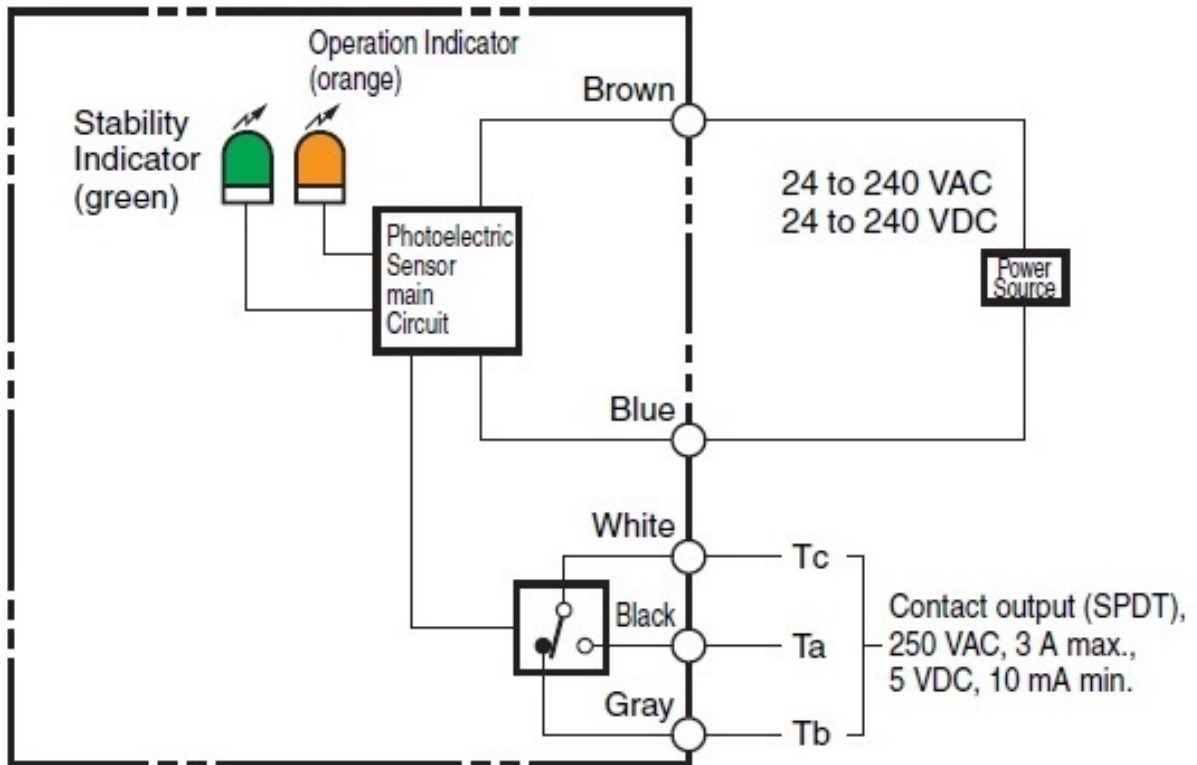 Operation Indicator
(orange)
Stability
Indicator
(green)
Brown
24 to 240 VAC
24 to 240 VDC
Photoelectric
Sensor
main
Circuit
Power
Source
Blue
White
Tc
Black
Ta
Contact output (SPDT),
250 VAC, 3 A max.,
5 VDC, 10 mA min.
Gray
Tb